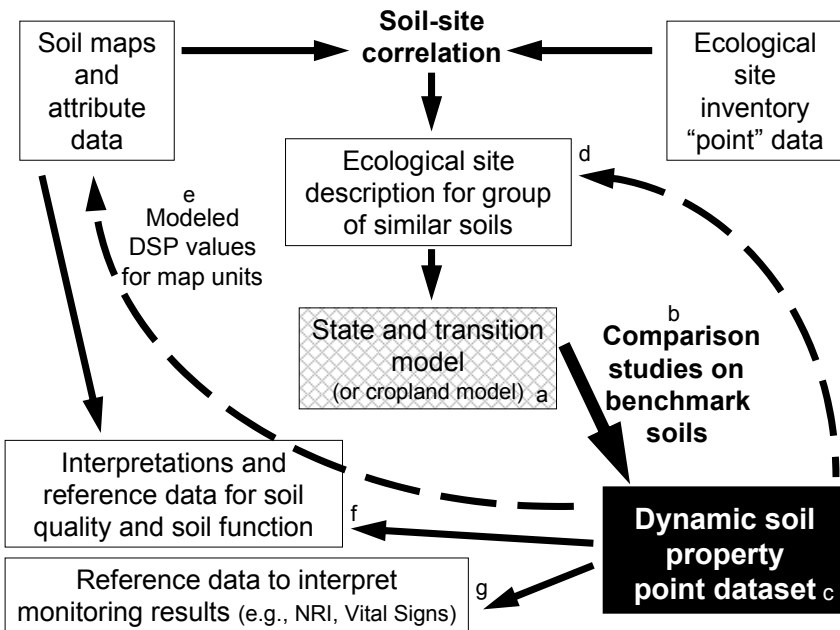 Soil maps
and
attribute
data
Soil-site
correlation
Ecological
site
inventory
“point” data
Ecological site
description for group
of similar soils
d
e
Modeled
DSP values
for map units
State and transition
model
(or cropland model) a
b
Comparison
studies on
benchmark
soils
Interpretations and
reference data for soil
quality and soil function
f
Dynamic soil
property
point dataset c
Reference data to interpret
monitoring results (e.g., NRI, Vital Signs)
g